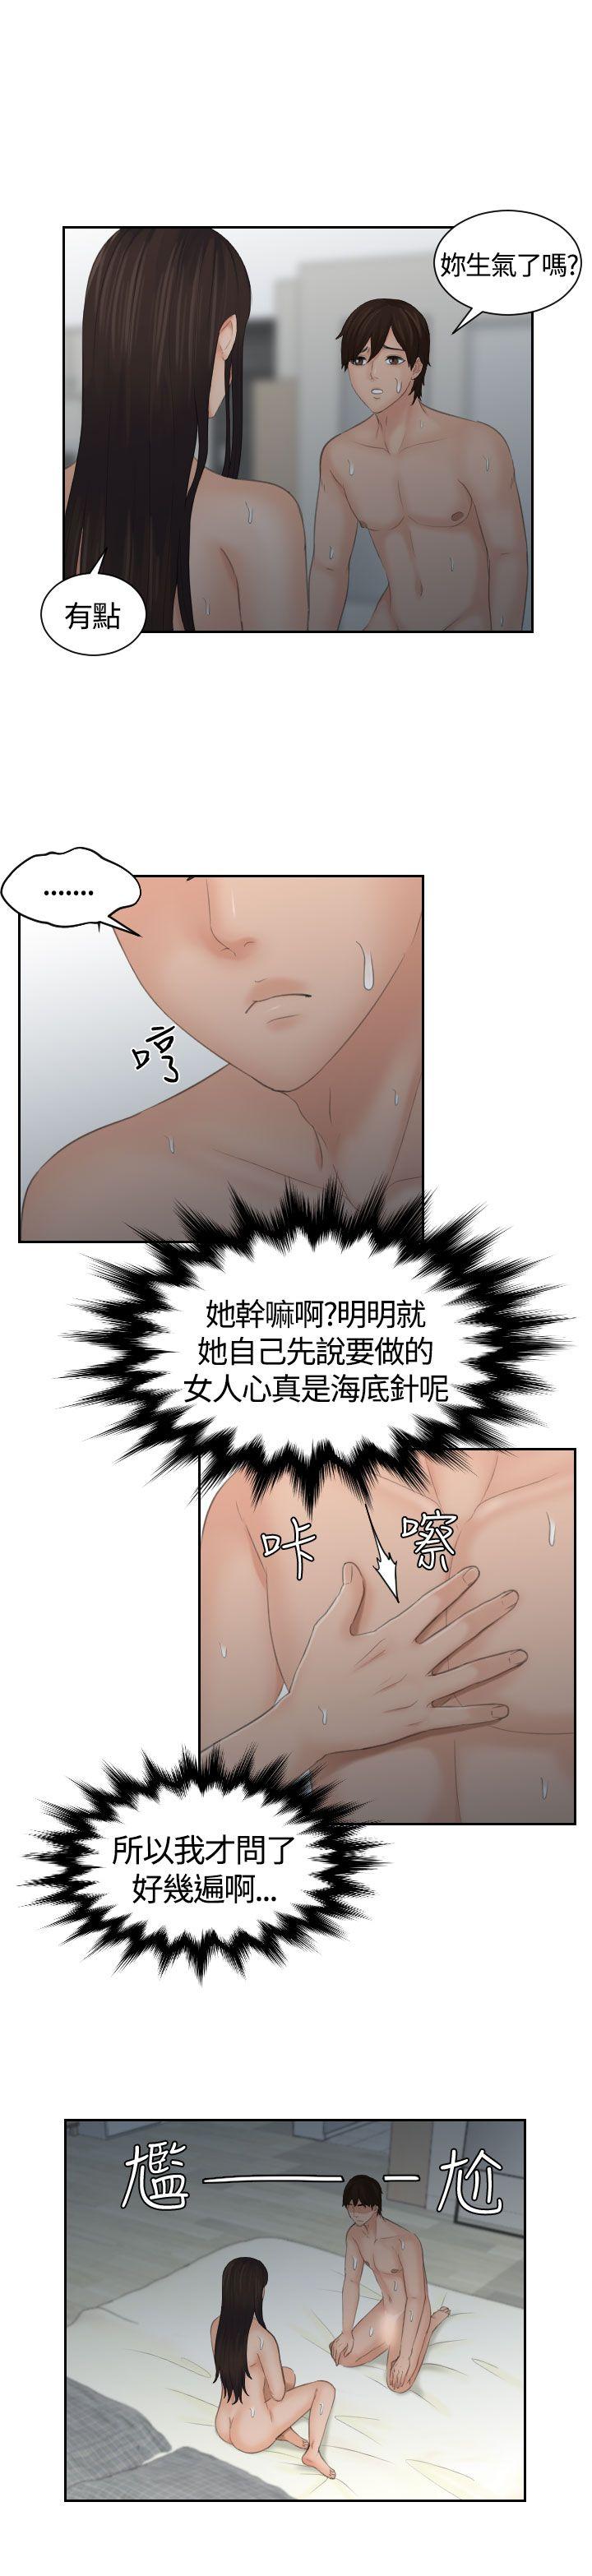 妳生氣了嗎?
有點
.......
哼
她幹嘛啊?明明就
她自己先說要做的
女人心真是海底針呢
咔 嚓
所以我才問了
好幾遍啊...
尷 — - 尬